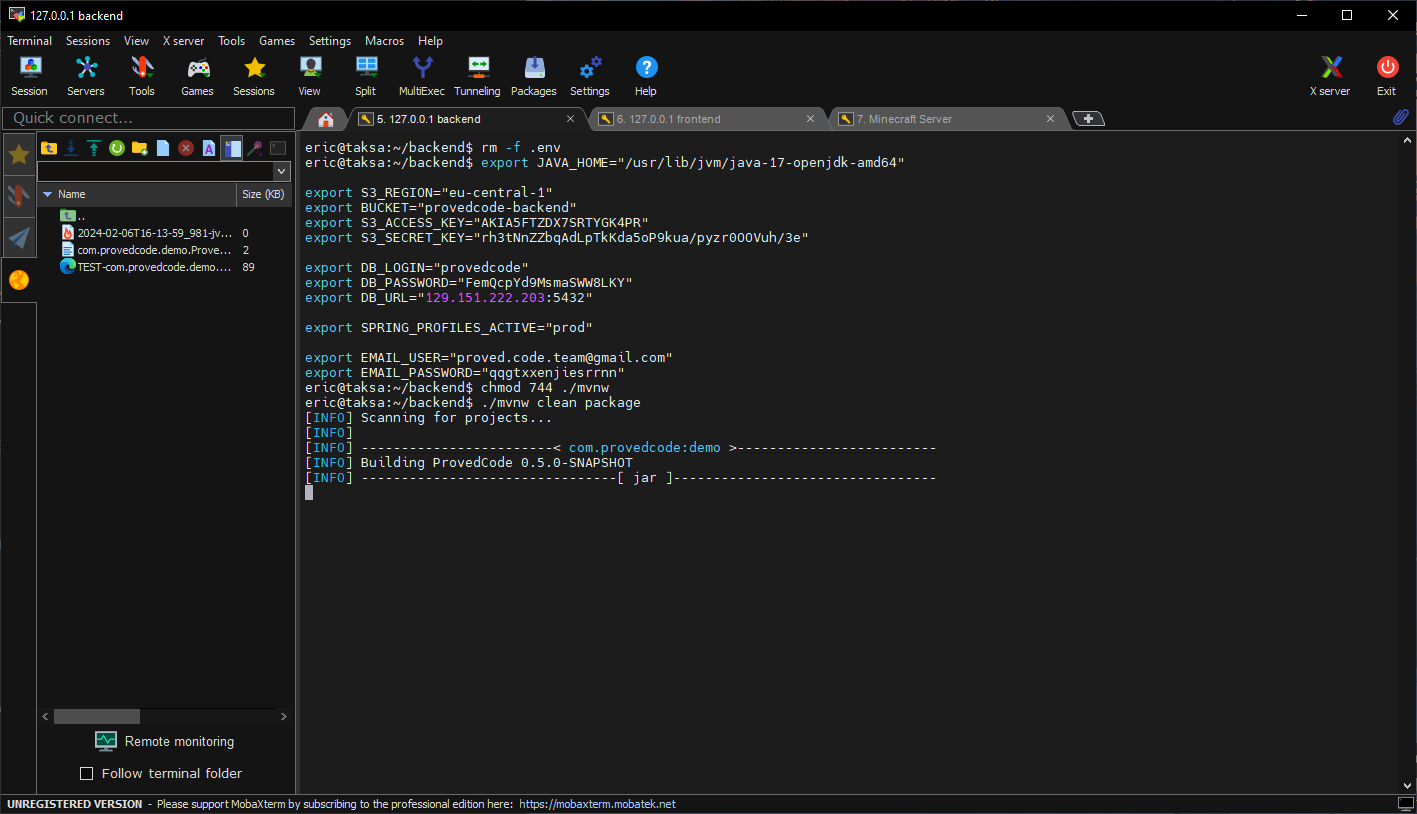 127.0.0.1 backend
Terminal Sessions View X server Tools Games Settings Macros Help
Session Servers Tools Games Sessions View Split MultiExec Tunneling Packages Settings Help X server Exit
Quick connect...
5. 127.0.0.1 backend
6. 127.0.0.1 frontend
7. Minecraft Server
Name Size (KB)
..
2024-02-06T16-13-59_981-jv... 0
com.provedcode.demo.Prove... 2
TEST-com.provedcode.demo.... 89
Remote monitoring
Follow terminal folder
eric@taksa:~/backend$ rm -f .env
eric@taksa:~/backend$ export JAVA_HOME="/usr/lib/jvm/java-17-openjdk-amd64"
export S3_REGION="eu-central-1"
export BUCKET="provedcode-backend"
export S3_ACCESS_KEY="AKIA5FTZDX7SRTYGK4PR"
export S3_SECRET_KEY="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"
export DB_LOGIN="provedcode"
export DB_PASSWORD="FemQcpYd9MsmaSWW8LKY"
export DB_URL="129.151.222.203:5432"
export SPRING_PROFILES_ACTIVE="prod"
export EMAIL_USER="proved.code.team@gmail.com"
export EMAIL_PASSWORD="qqgtxxenjiesrrnn"
eric@taksa:~/backend$ chmod 744 ./mvnw
eric@taksa:~/backend$ ./mvnw clean package
[INFO] Scanning for projects...
[INFO]
[INFO] ------------------------< com.provedcode:demo >-------------------------
[INFO] Building ProvedCode 0.5.0-SNAPSHOT
[INFO] --------------------------------[ jar ]---------------------------------
UNREGISTERED VERSION - Please support MobaXterm by subscribing to the professional edition here: https://mobaxterm.mobatek.net